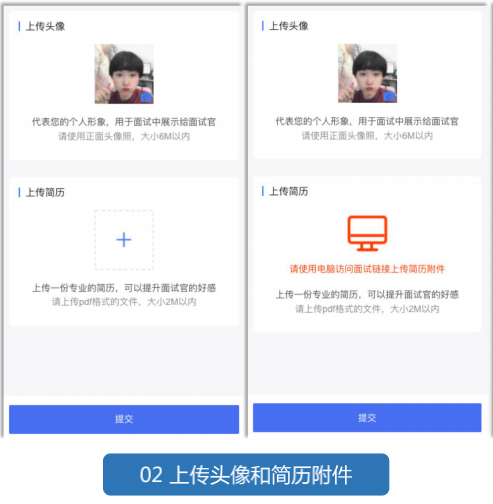 上传头像
代表您的个人形象，用于面试中展示给面试官
请使用正面头像照，大小6M以内
上传简历
上传一份专业的简历，可以提升面试官的好感
请上传pdf格式的文件，大小2M以内
提交
上传头像
代表您的个人形象，用于面试中展示给面试官
请使用正面头像照，大小6M以内
上传简历
请使用电脑访问面试链接上传简历附件
上传一份专业的简历，可以提升面试官的好感
请上传pdf格式的文件，大小2M以内
提交
02 上传头像和简历附件